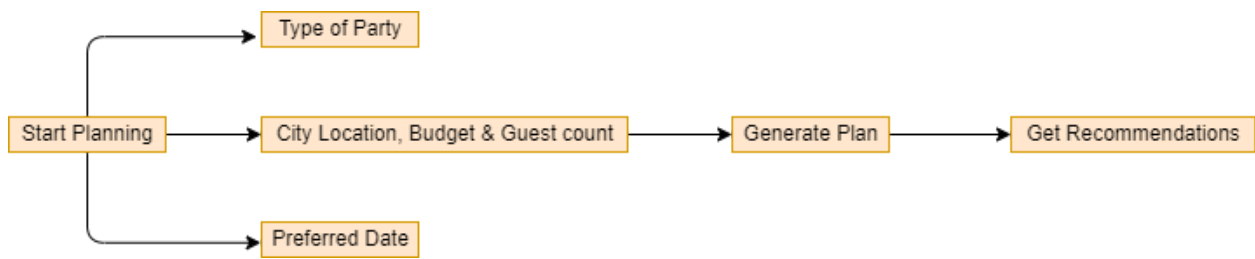 Type of Party
Start Planning
City Location, Budget & Guest count
Generate Plan
Get Recommendations
Preferred Date